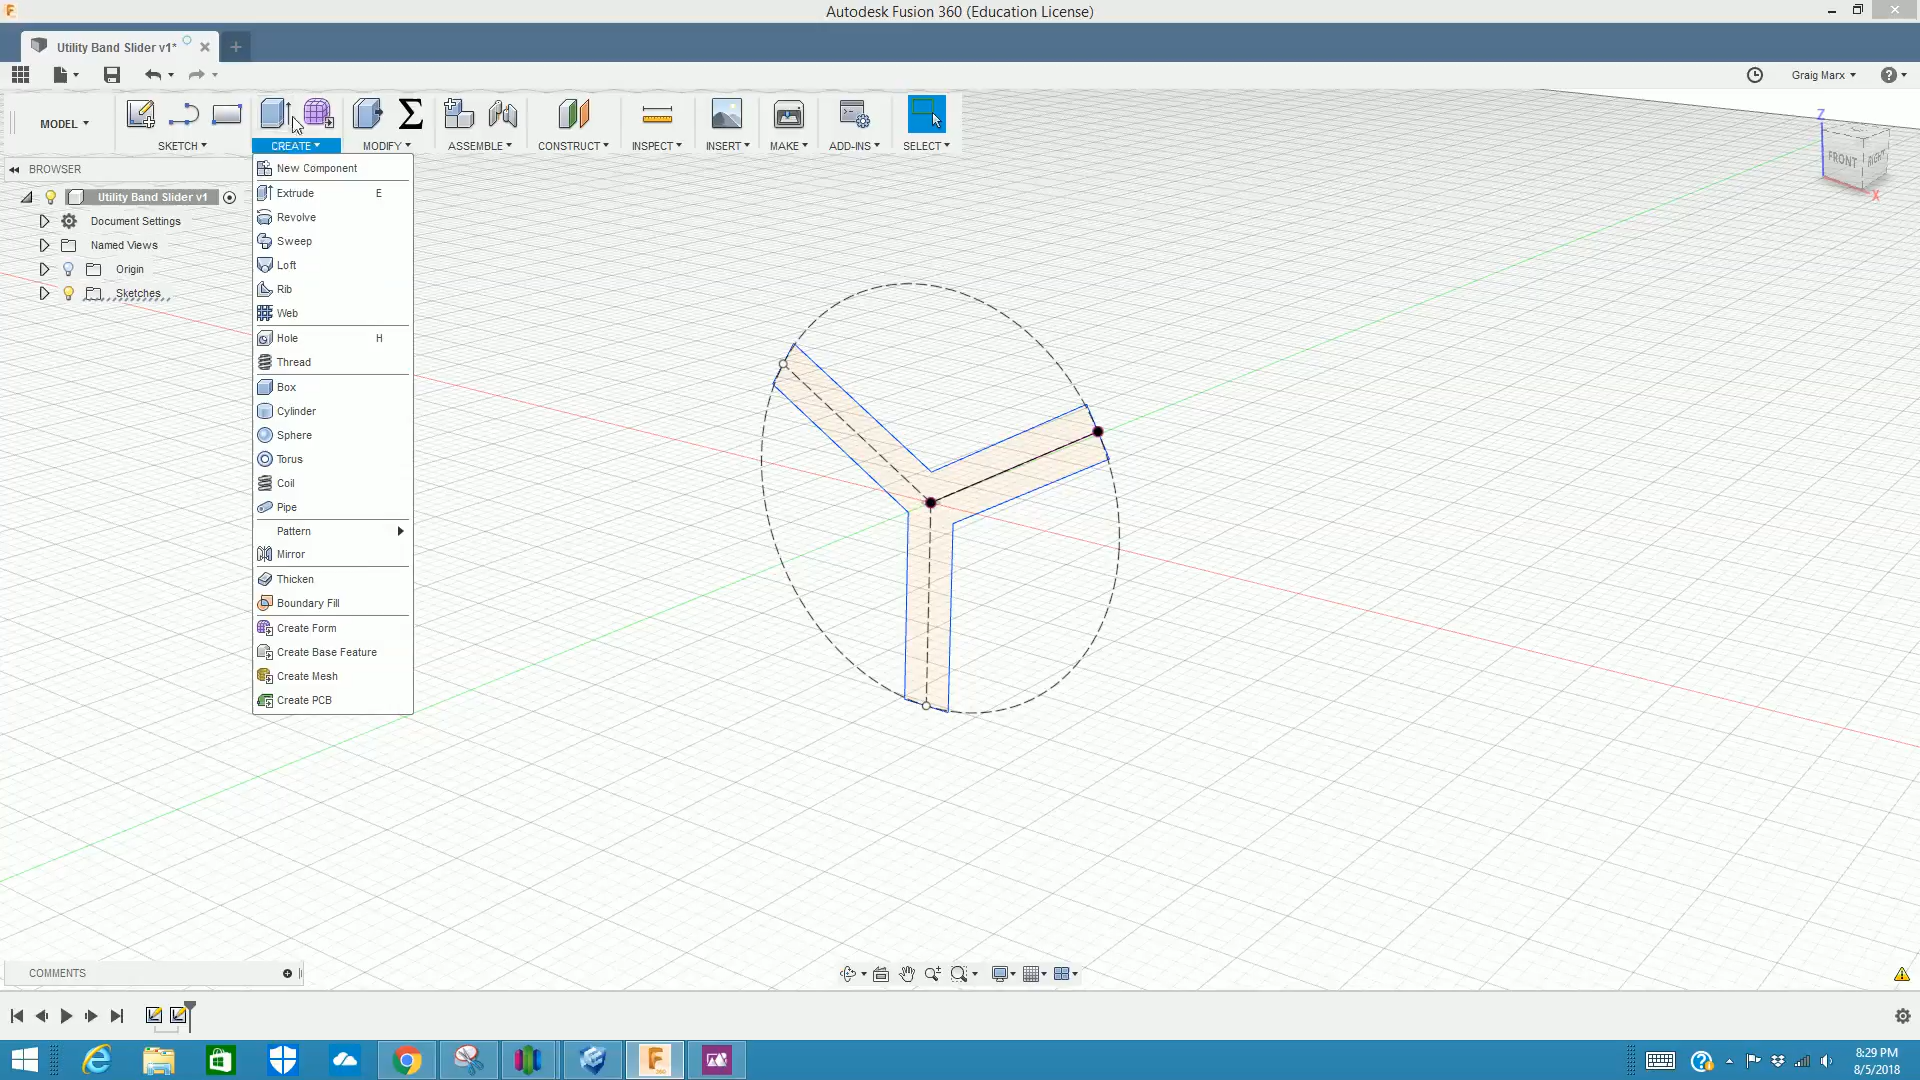 Autodesk Fusion 360 (Education License)
Utility Band Slider v1*
Graig Marx
MODEL
SKETCH
CREATE
MODIFY
ASSEMBLE
CONSTRUCT
INSPECT
INSERT
MAKE
ADD-INS
SELECT
BROWSER
Utility Band Slider v1
Document Settings
Named Views
Origin
Sketches
New Component
Extrude E
Revolve
Sweep
Loft
Rib
Web
Hole H
Thread
Box
Cylinder
Sphere
Torus
Coil
Pipe
Pattern
Mirror
Thicken
Boundary Fill
Create Form
Create Base Feature
Create Mesh
Create PCB
Z
FRONT
RIGHT
X
COMMENTS
8:29 PM
8/5/2018